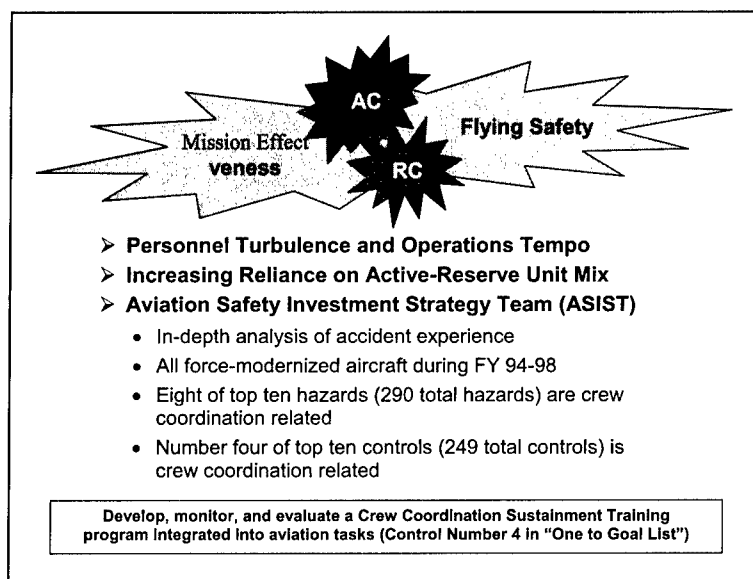 AC
Mission Effect
veness
Flying Safety
RC
➢ Personnel Turbulence and Operations Tempo
➢ Increasing Reliance on Active-Reserve Unit Mix
➢ Aviation Safety Investment Strategy Team (ASIST)
• In-depth analysis of accident experience
• All force-modernized aircraft during FY 94-98
• Eight of top ten hazards (290 total hazards) are crew
coordination related
• Number four of top ten controls (249 total controls) is
crew coordination related
Develop, monitor, and evaluate a Crew Coordination Sustainment Training
program integrated into aviation tasks (Control Number 4 in "One to Goal List")